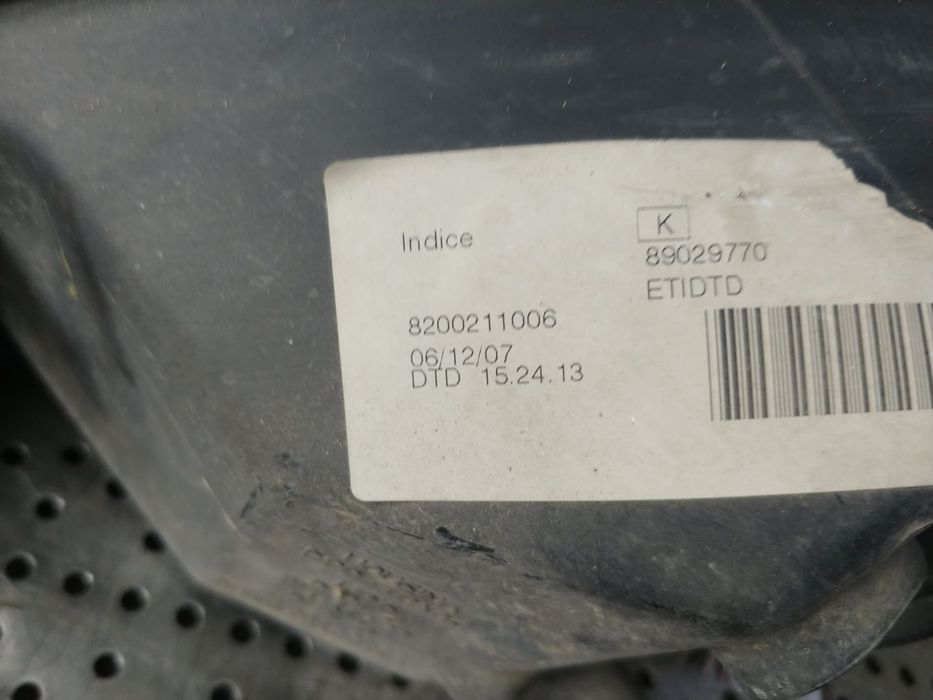 Indice
K
89029770
ETIDTD
8200211006
06/12/07
DTD 15.24.13